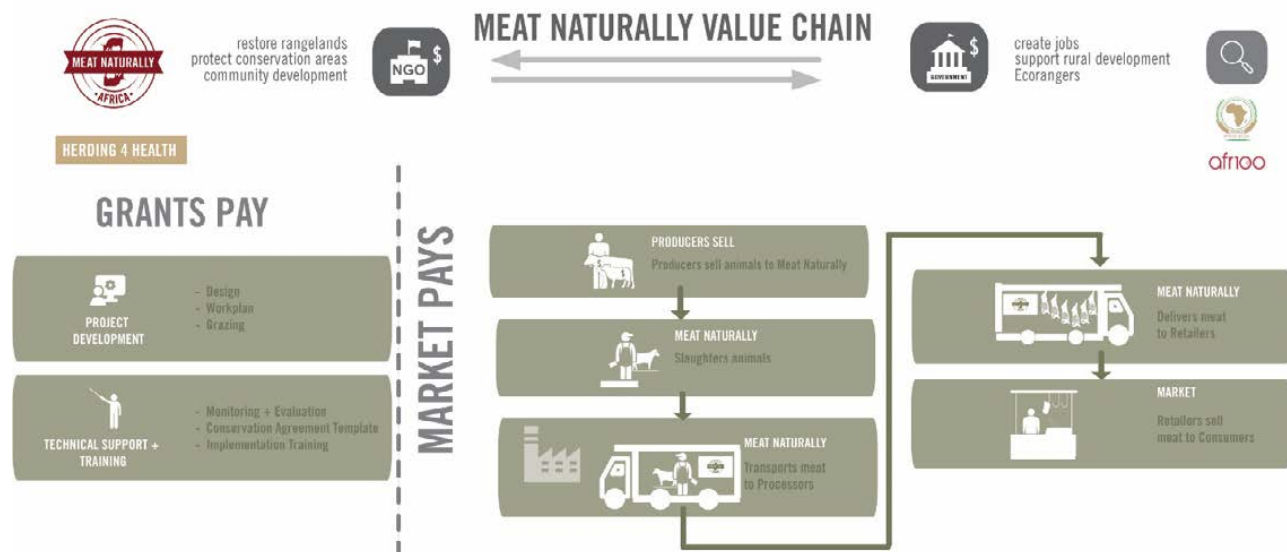 MEAT NATURALLY VALUE CHAIN
MEAT NATURALLY
• AFRICA •
restore rangelands
protect conservation areas
community development
NGO
$
GOVERNMENT
$
create jobs
support rural development
Ecorangers
afr100
HERDING 4 HEALTH
GRANTS PAY
PROJECT
DEVELOPMENT
- Design
- Workplan
- Grazing
TECHNICAL SUPPORT +
TRAINING
- Monitoring + Evaluation
- Conservation Agreement Template
- Implementation Training
MARKET PAYS
PRODUCERS SELL
Producers sell animals to Meat Naturally
MEAT NATURALLY
Slaughters animals
MEAT NATURALLY
Transports meat
to Processors
MEAT NATURALLY
Delivers meat
to Retailers
MARKET
Retailers sell
meat to Consumers